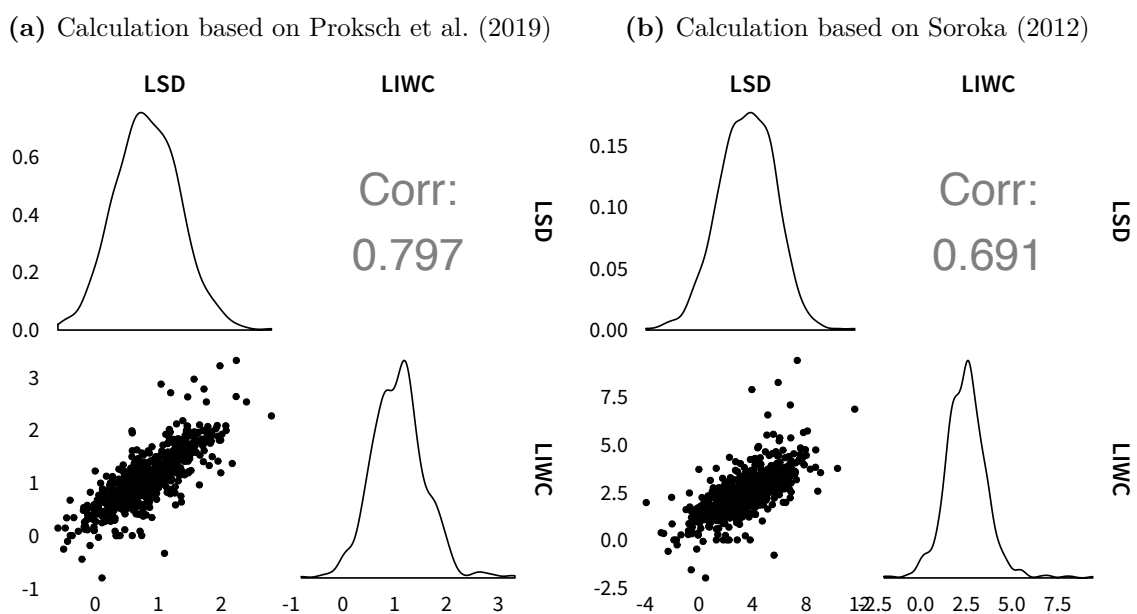 (a) Calculation based on Proksch et al. (2019)
(b) Calculation based on Soroka (2012)
LSD LIWC
LSD LIWC
0.6
0.4
0.2
0.0
Corr:
0.797
LSD
0.15
0.10
0.05
0.00
Corr:
0.691
LSD
3
2
1
0
-1
LIWC
7.5
5.0
2.5
0.0
-2.5
LIWC
0 1 2
-1 0 1 2 3
-4 0 4 8 12
-2.5 0.0 2.5 5.0 7.5